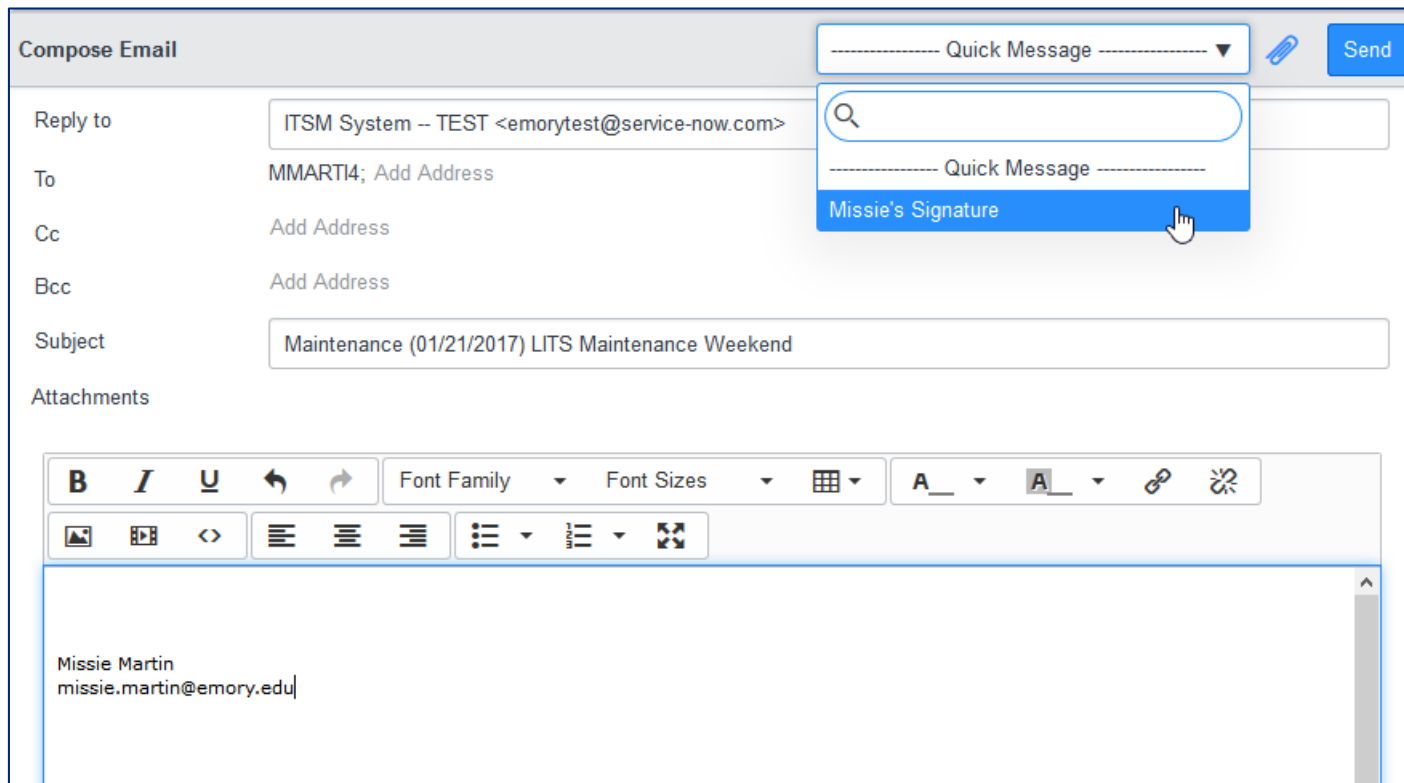 Compose Email
----------------- Quick Message ----------------- ▼
Send
Reply to
ITSM System -- TEST <emorytest@service-now.com>
----------------- Quick Message -----------------
Missie's Signature
To
MMARTI4; Add Address
Cc
Add Address
Bcc
Add Address
Subject
Maintenance (01/21/2017) LITS Maintenance Weekend
Attachments
B I U Font Family Font Sizes A A
Missie Martin
missie.martin@emory.edu